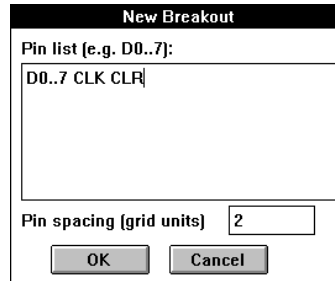 New Breakout
Pin list (e.g. D0..7):
D0..7 CLK CLR
Pin spacing (grid units) 2
OK Cancel